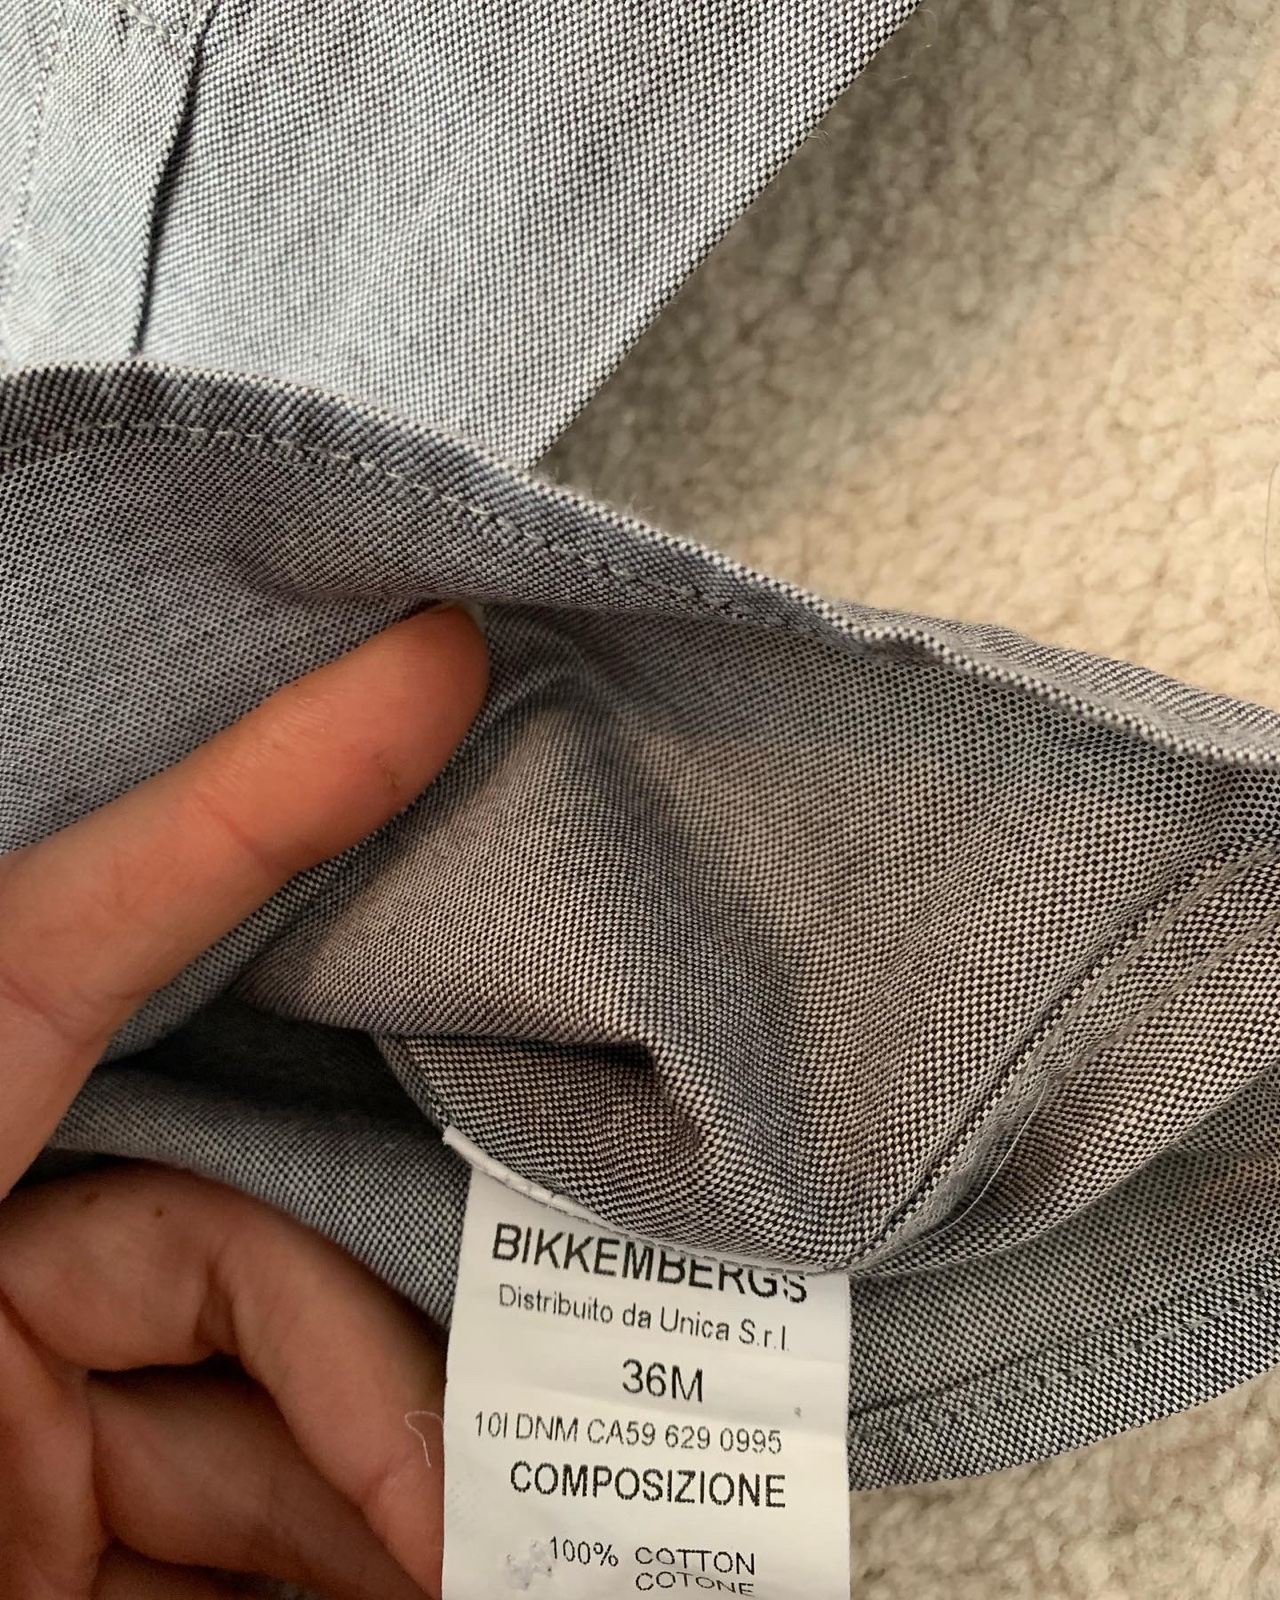 BIKKEMBERGS
Distribuito da Unica S.r.l.
36M
10I DNM CA59 629 0995
COMPOSIZIONE
100% COTTON
COTONE